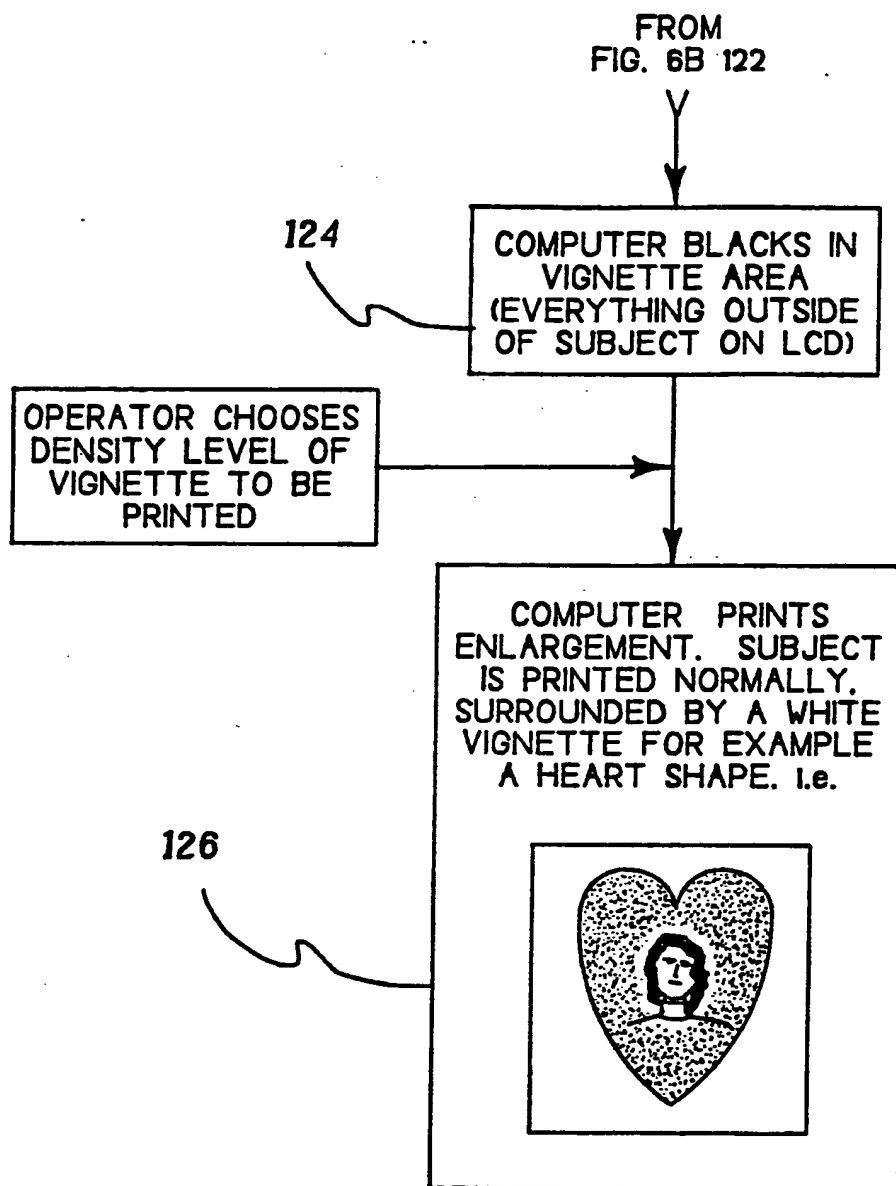 FROM
FIG. 6B 122
124
COMPUTER BLACKS IN
VIGNETTE AREA
(EVERYTHING OUTSIDE
OF SUBJECT ON LCD)
OPERATOR CHOOSES
DENSITY LEVEL OF
VIGNETTE TO BE
PRINTED
COMPUTER PRINTS
ENLARGEMENT. SUBJECT
IS PRINTED NORMALLY.
SURROUNDED BY A WHITE
VIGNETTE FOR EXAMPLE
A HEART SHAPE. i.e.
126